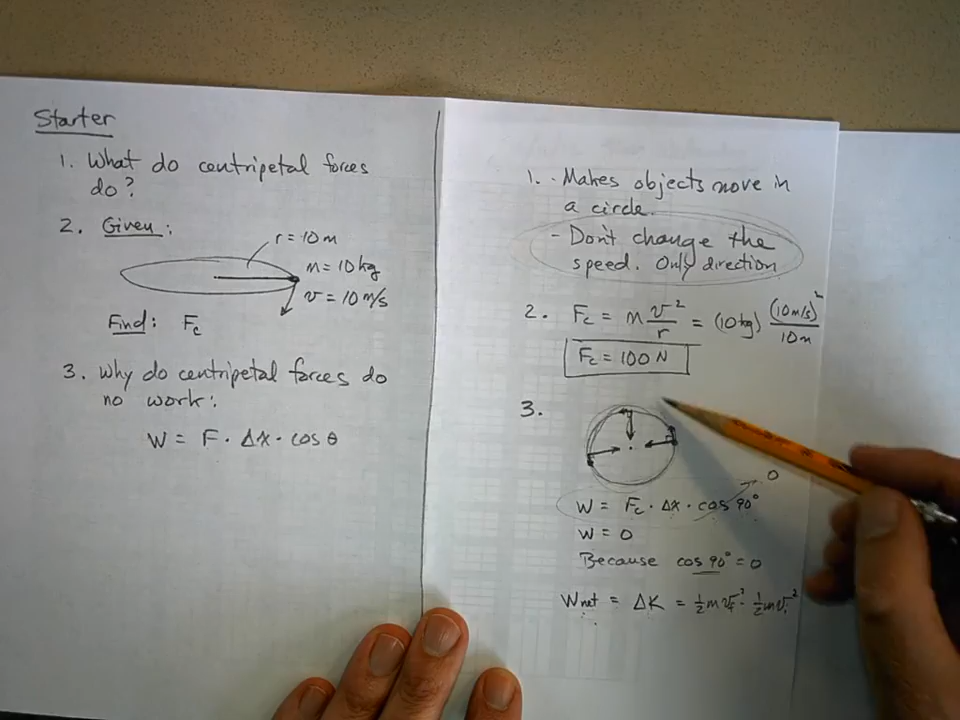 Starter
1. What do centripetal forces
do?
2. Given:
r = 10 m
m = 10 kg
v = 10 m/s
Find: Fc
3. Why do centripetal forces do
no work:
W = F · Δx · cos θ
1. · Makes objects move in
a circle.
- Don't change the
speed. Only direction
2. Fc = m v²/r = (10 kg) (10 m/s)²/10 m
Fc = 100 N
3.
W = Fc · Δx · cos 90° 0
W = 0
Because cos 90° = 0
Wnet = ΔK = ½mvf² - ½mvi²